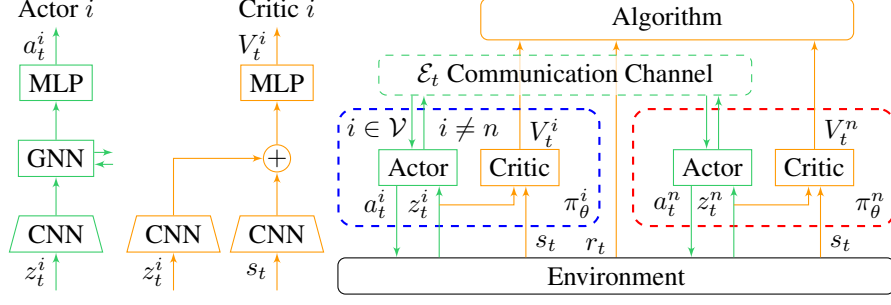 Actor i
Critic i
Algorithm
a_t^i
V_t^i
MLP
MLP
ℰ_t Communication Channel
i ∈ 𝒱
i ≠ n
V_t^i
V_t^n
GNN
+
Actor
Critic
Actor
Critic
a_t^i
z_t^i
π_θ^i
a_t^n
z_t^n
π_θ^n
CNN
CNN
CNN
s_t
r_t
s_t
z_t^i
z_t^i
s_t
Environment